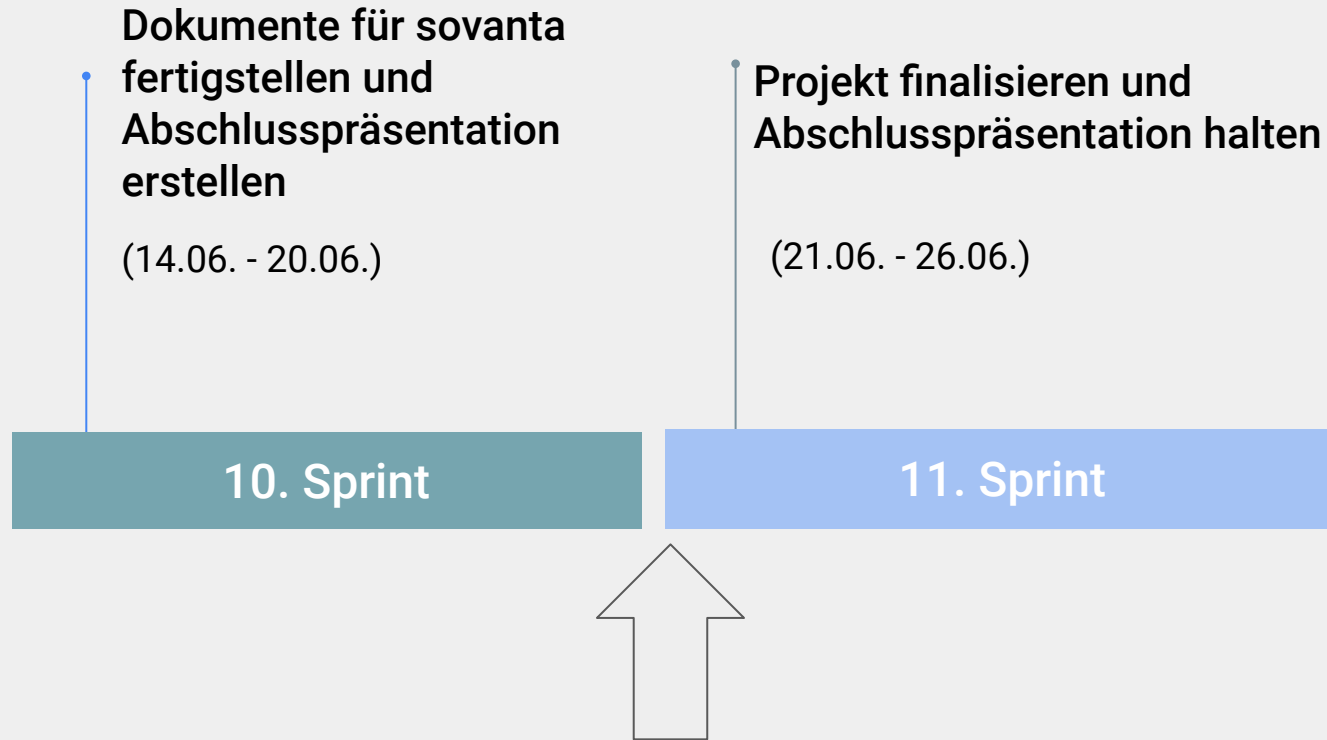 Dokumente für sovanta
fertigstellen und
Abschlusspräsentation
erstellen
(14.06. - 20.06.)
Projekt finalisieren und
Abschlusspräsentation halten
(21.06. - 26.06.)
10. Sprint
11. Sprint